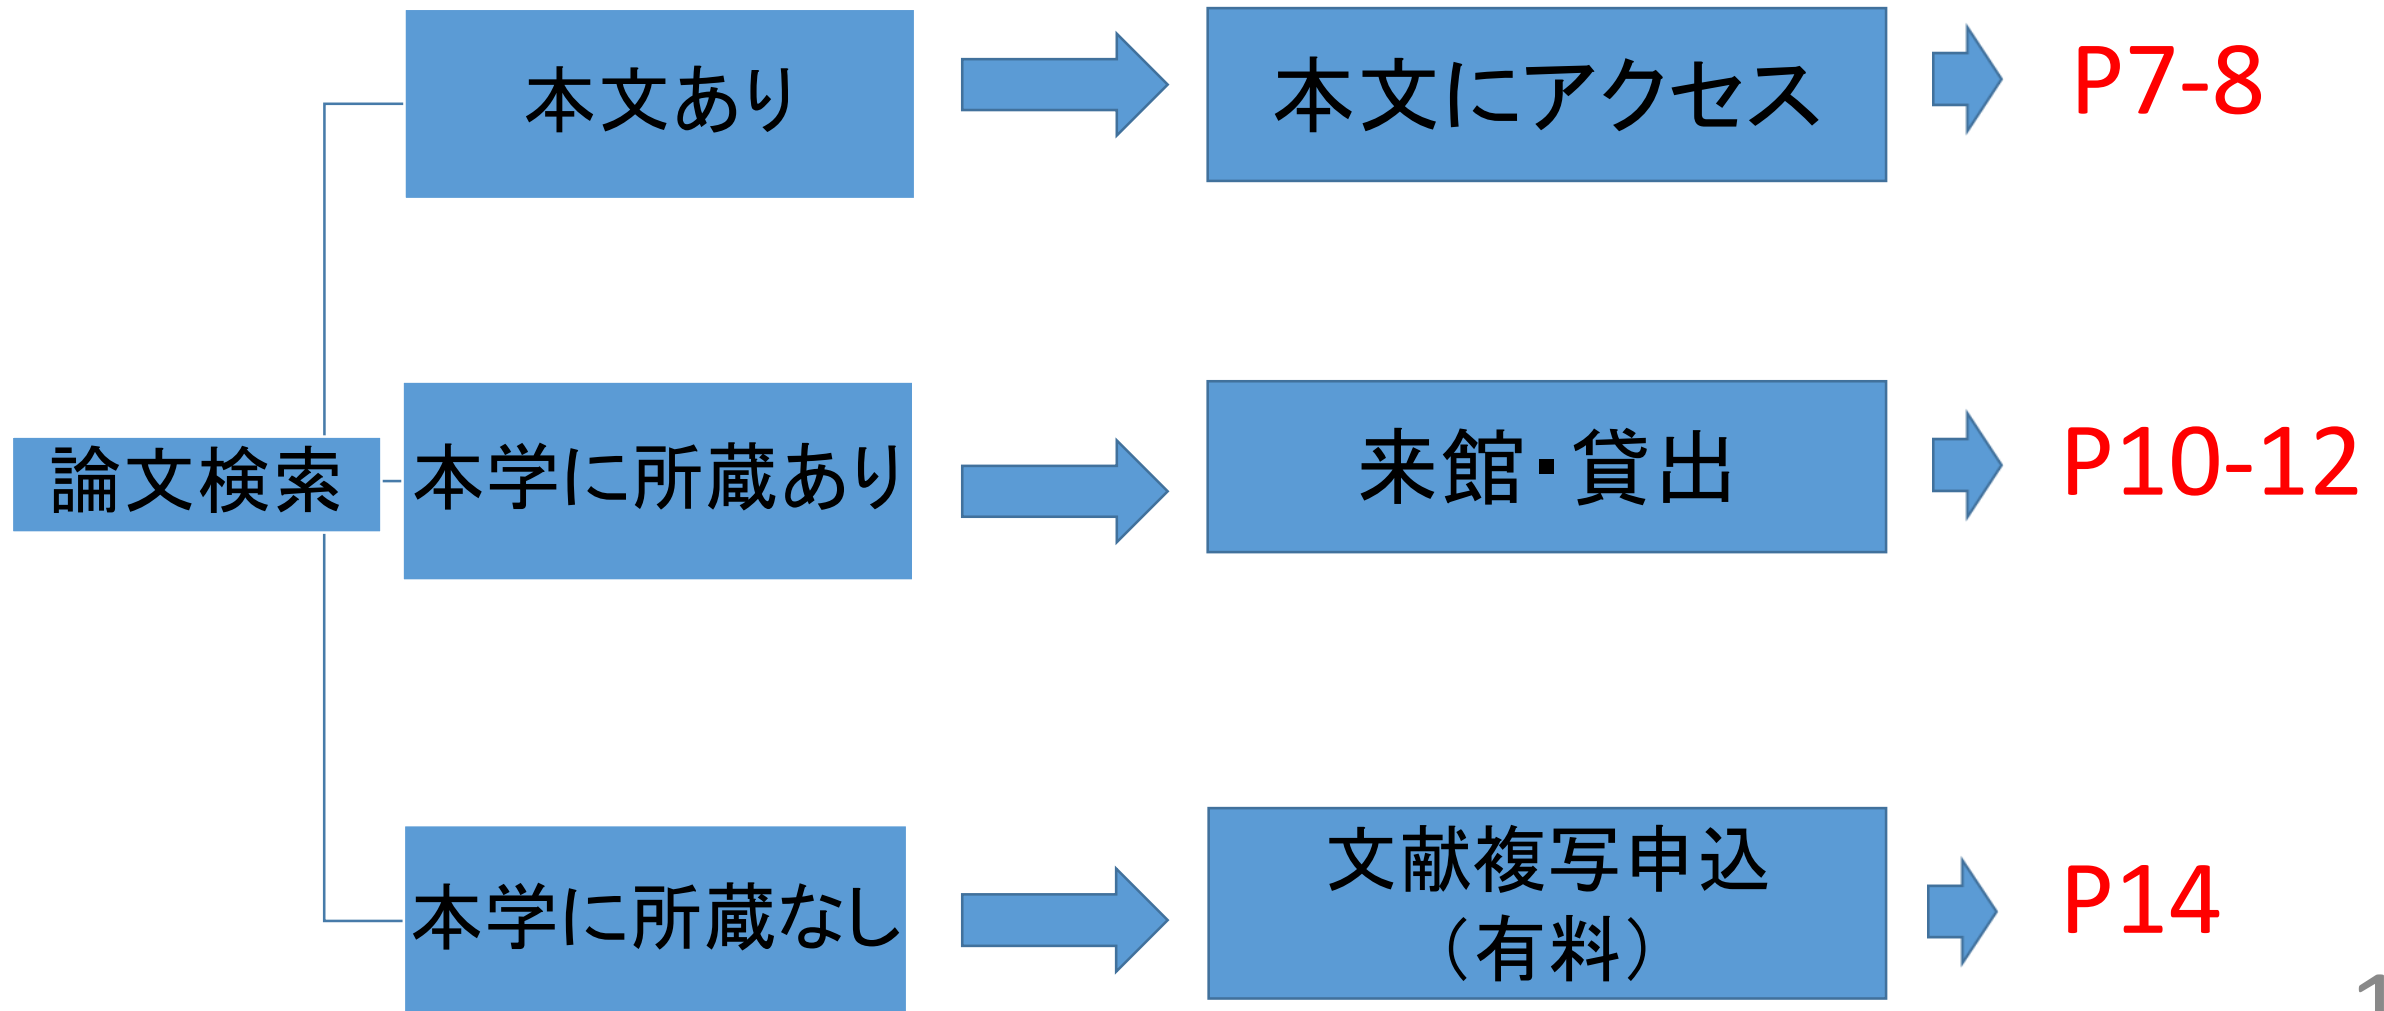 本文あり
本文にアクセス
P7-8
論文検索
本学に所蔵あり
来館・貸出
P10-12
本学に所蔵なし
文献複写申込
（有料）
P14